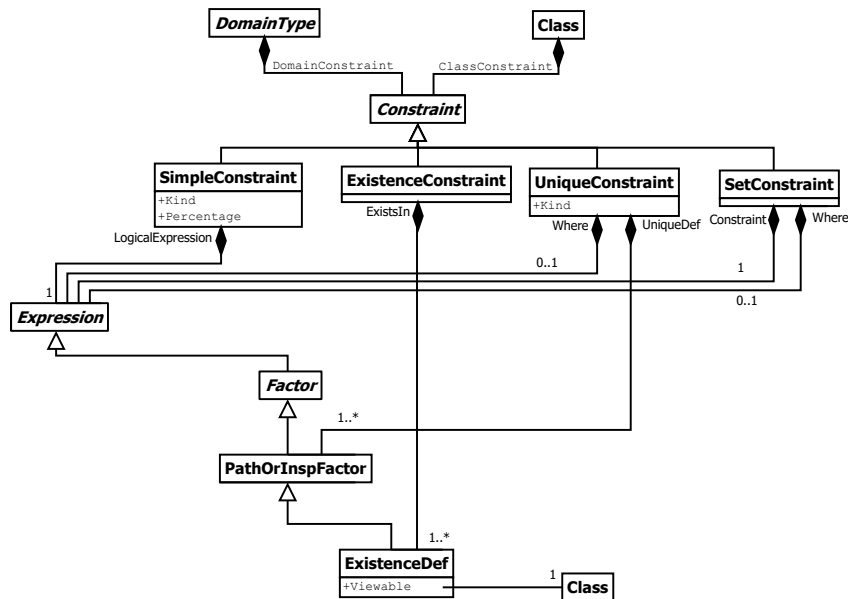 DomainType
Class
DomainConstraint
ClassConstraint
Constraint
SimpleConstraint
+Kind
+Percentage
ExistenceConstraint
UniqueConstraint
+Kind
SetConstraint
LogicalExpression
ExistsIn
Where
UniqueDef
Constraint
Where
1
0..1
1
0..1
Expression
Factor
1..*
PathOrInspFactor
1..*
ExistenceDef
+Viewable
1
Class